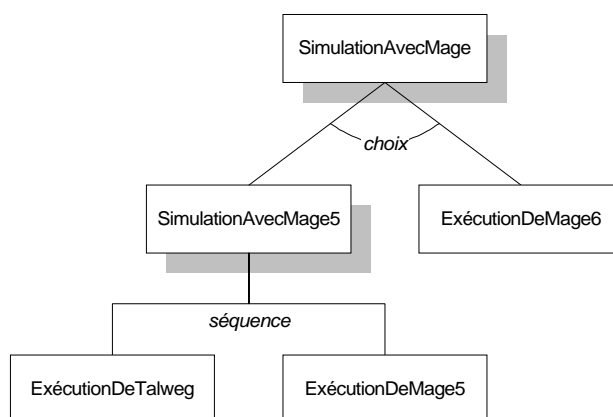 SimulationAvecMage
choix
SimulationAvecMage5
ExécutionDeMage6
séquence
ExécutionDeTalweg
ExécutionDeMage5